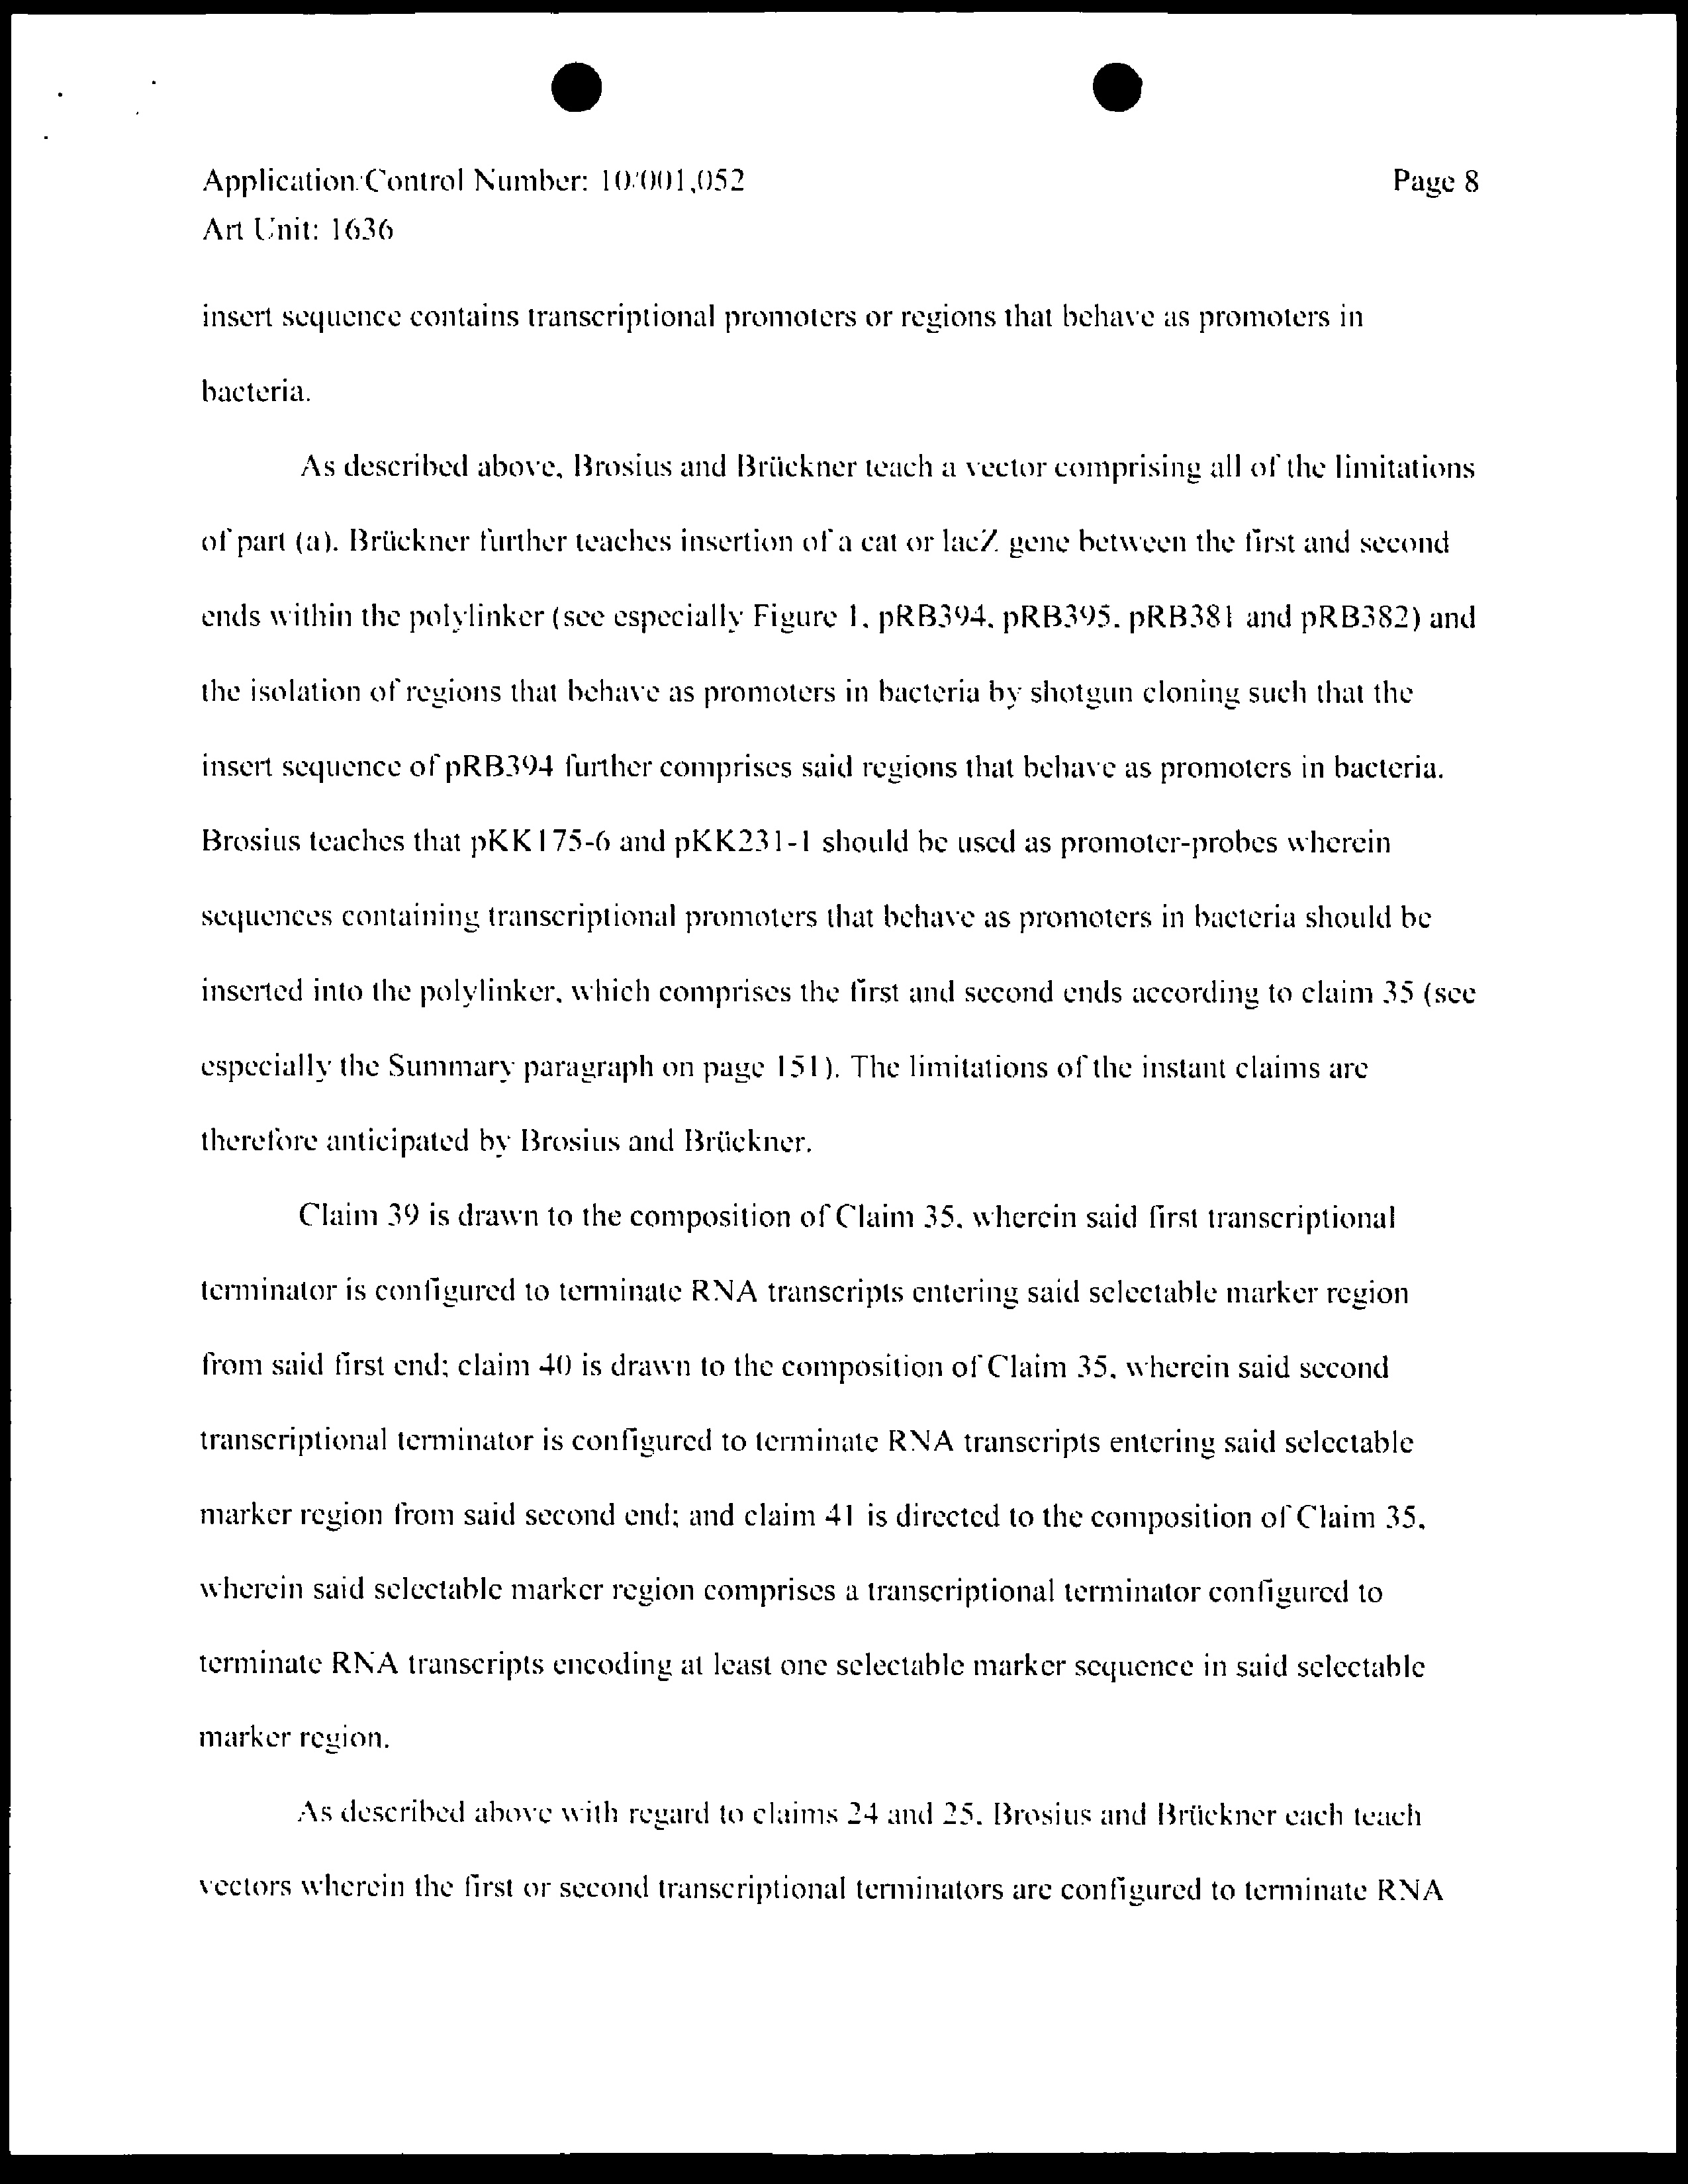 Application/Control Number: 10/001,052 Page 8
Art Unit: 1636
insert sequence contains transcriptional promoters or regions that behave as promoters in
bacteria.
As described above, Brosius and Brückner teach a vector comprising all of the limitations
of part (a). Brückner further teaches insertion of a cat or lacZ gene between the first and second
ends within the polylinker (see especially Figure 1, pRB394, pRB395, pRB381 and pRB382) and
the isolation of regions that behave as promoters in bacteria by shotgun cloning such that the
insert sequence of pRB394 further comprises said regions that behave as promoters in bacteria.
Brosius teaches that pKK175-6 and pKK231-1 should be used as promoter-probes wherein
sequences containing transcriptional promoters that behave as promoters in bacteria should be
inserted into the polylinker, which comprises the first and second ends according to claim 35 (see
especially the Summary paragraph on page 151). The limitations of the instant claims are
therefore anticipated by Brosius and Brückner.
Claim 39 is drawn to the composition of Claim 35, wherein said first transcriptional
terminator is configured to terminate RNA transcripts entering said selectable marker region
from said first end; claim 40 is drawn to the composition of Claim 35, wherein said second
transcriptional terminator is configured to terminate RNA transcripts entering said selectable
marker region from said second end; and claim 41 is directed to the composition of Claim 35,
wherein said selectable marker region comprises a transcriptional terminator configured to
terminate RNA transcripts encoding at least one selectable marker sequence in said selectable
marker region.
As described above with regard to claims 24 and 25, Brosius and Brückner each teach
vectors wherein the first or second transcriptional terminators are configured to terminate RNA